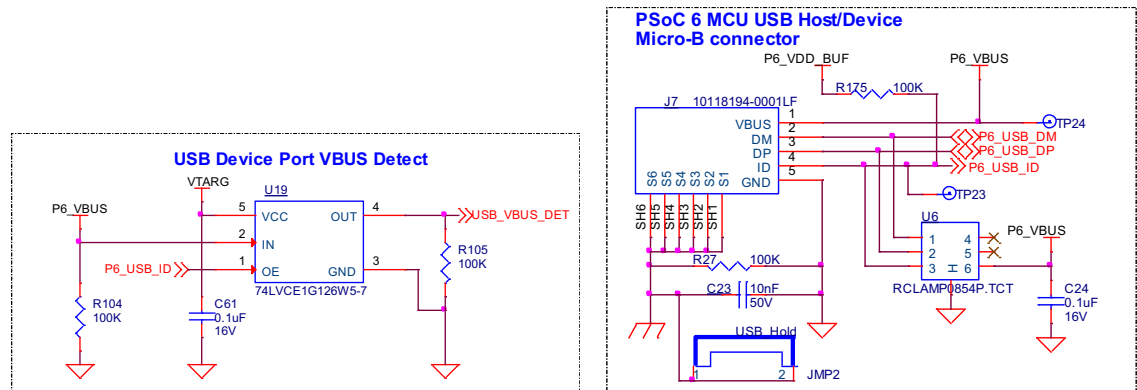 USB Device Port VBUS Detect
VTARG
U19
P6_VBUS
5
VCC
OUT
4
USB_VBUS_DET
2
IN
P6_USB_ID
1
OE
GND
3
R105
100K
74LVCE1G126W5-7
R104
100K
C61
0.1uF
16V
PSoC 6 MCU USB Host/Device
Micro-B connector
P6_VDD_BUF
P6_VBUS
R175
100K
J7
10118194-0001LF
1
VBUS
TP24
2
DM
P6_USB_DM
3
DP
P6_USB_DP
4
ID
P6_USB_ID
5
GND
S6
S5
S4
S3
S2
S1
TP23
SH6
SH5
SH4
SH3
SH2
SH1
U6
P6_VBUS
1
4
2
5
3
H
6
RCLAMP0854P.TCT
R27
100K
C23
10nF
50V
C24
0.1uF
16V
USB_Hold
1
2
JMP2